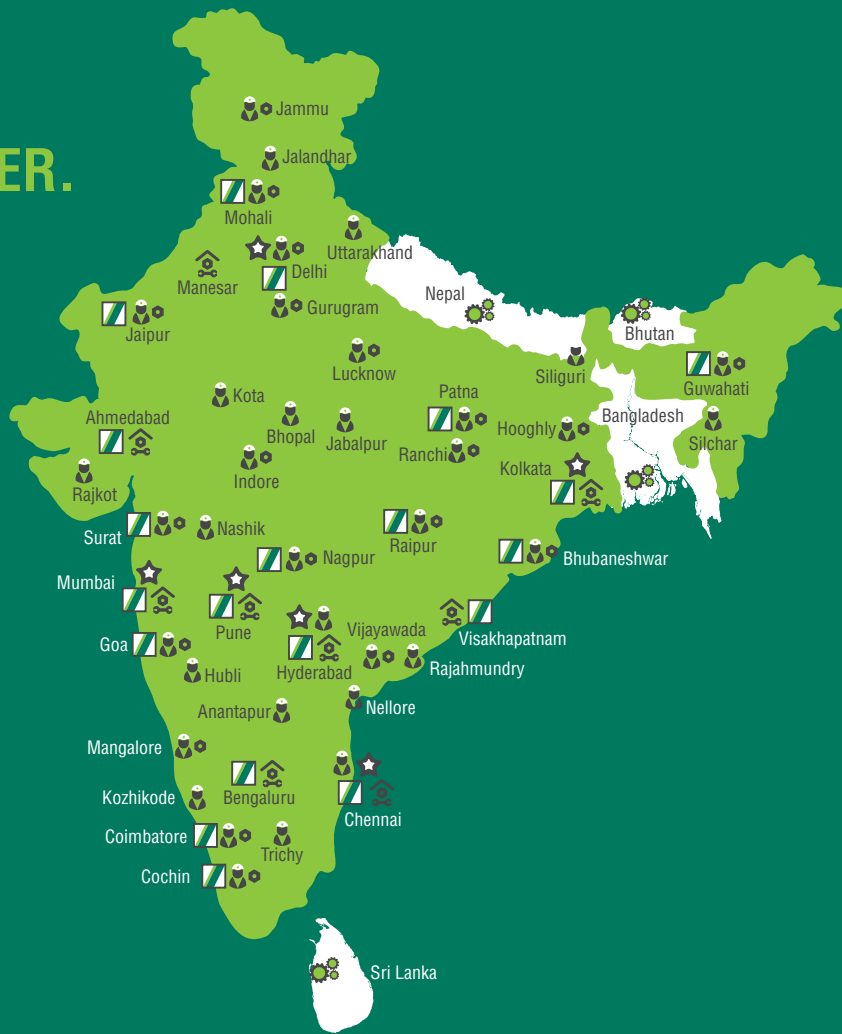 Jammu
Jalandhar
ER.
Mohali
Uttarakhand
Delhi
Manesar
Nepal
Gurugram
Jaipur
Bhutan
Lucknow
Siliguri
Guwahati
Kota
Patna
Ahmedabad
Bangladesh
Bhopal
Jabalpur
Hooghly
Silchar
Ranchi
Kolkata
Indore
Rajkot
Surat
Nashik
Raipur
Nagpur
Bhubaneshwar
Mumbai
Pune
Vijayawada
Visakhapatnam
Goa
Hyderabad
Rajahmundry
Hubli
Anantapur
Nellore
Mangalore
Kozhikode
Bengaluru
Chennai
Coimbatore
Trichy
Cochin
Sri Lanka